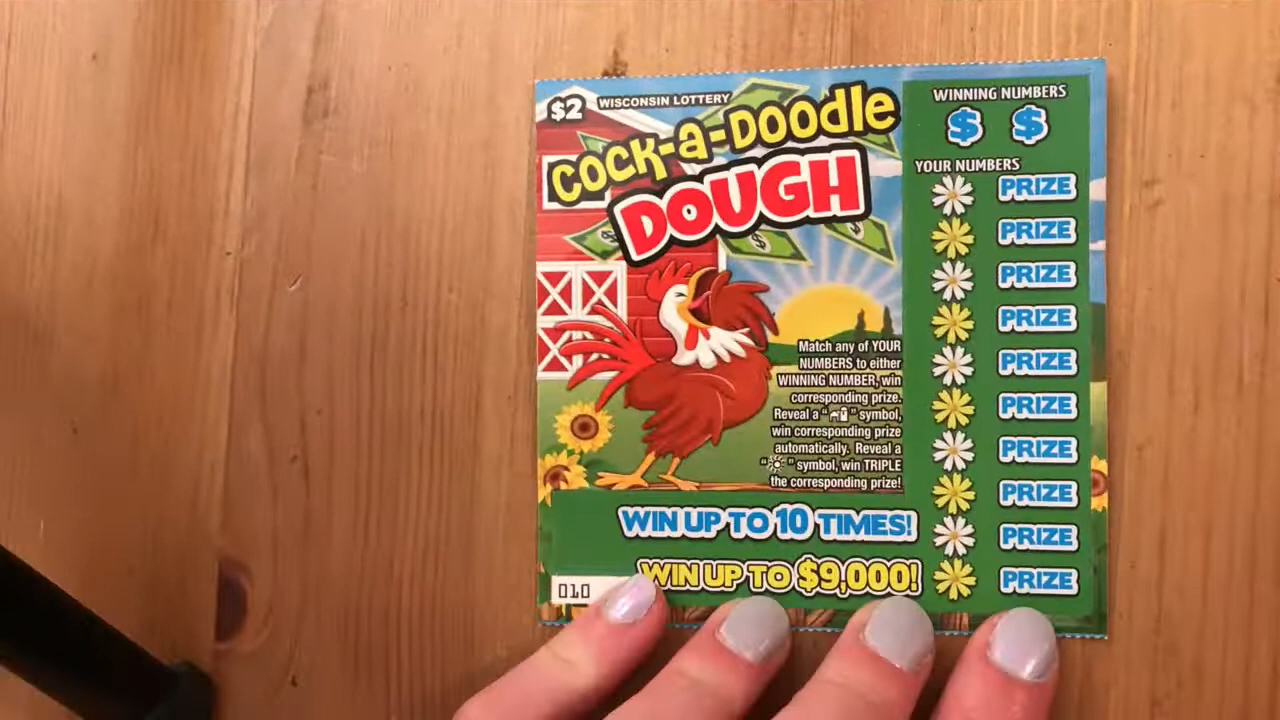 $2 WISCONSIN LOTTERY
COCK-A-DOODLE
DOUGH
Match any of YOUR
NUMBERS to either
WINNING NUMBER, win
corresponding prize.
Reveal a " " symbol,
win corresponding prize
automatically. Reveal a
" " symbol, win TRIPLE
the corresponding prize!
WIN UP TO 10 TIMES!
WIN UP TO $9,000!
010
WINNING NUMBERS
$ $
YOUR NUMBERS
PRIZE
PRIZE
PRIZE
PRIZE
PRIZE
PRIZE
PRIZE
PRIZE
PRIZE
PRIZE